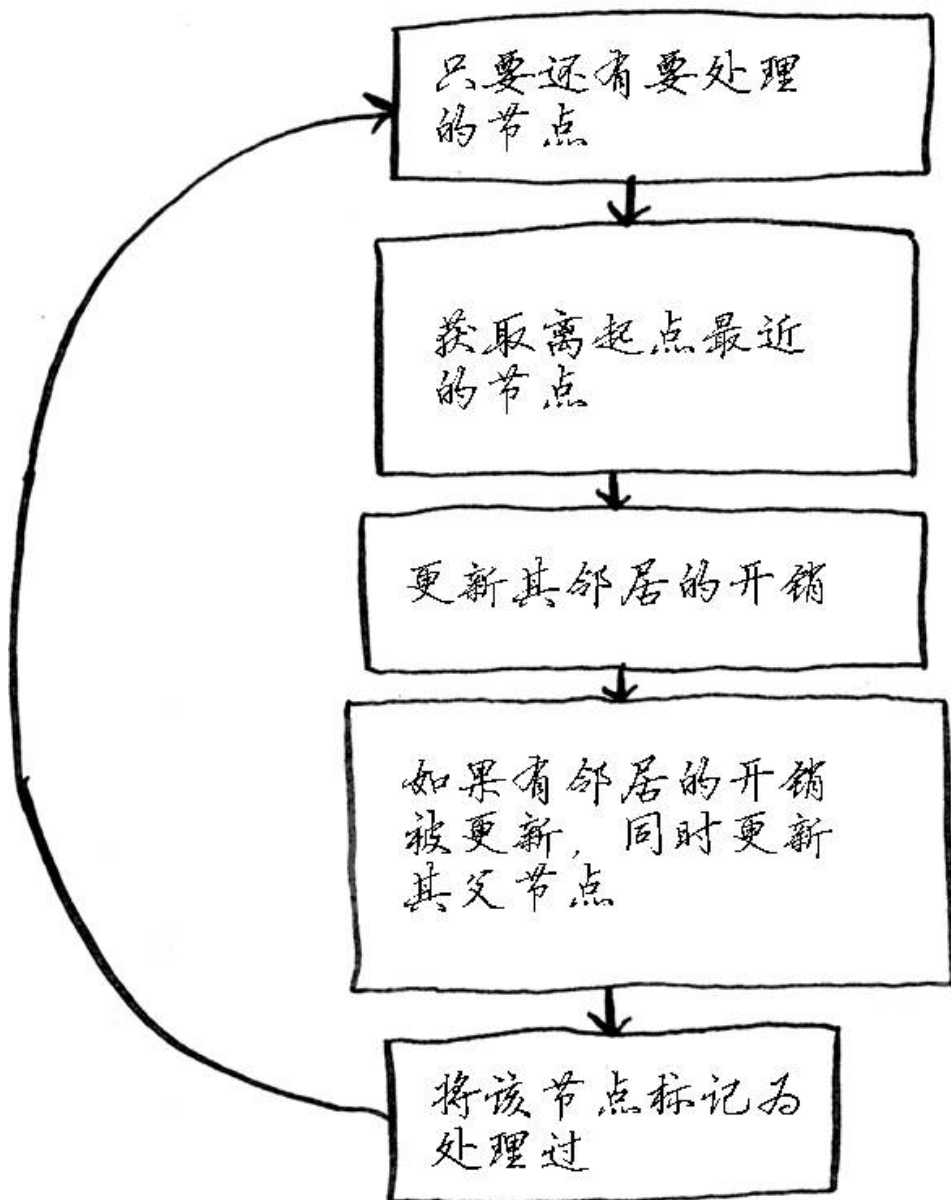 只要还有要处理
的节点
获取离起点最近
的节点
更新其邻居的开销
如果有邻居的开销
被更新，同时更新
其父节点
将该节点标记为
处理过